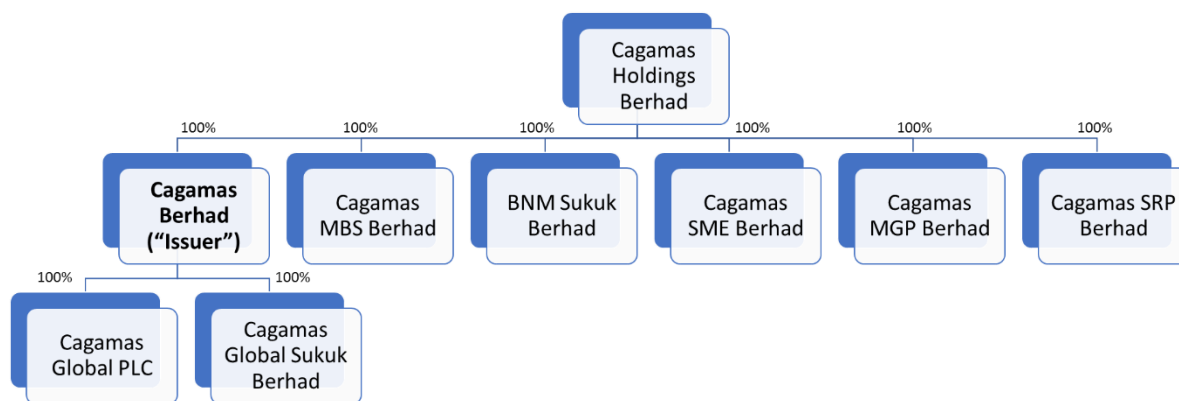 Cagamas
Holdings
Berhad
100%
100%
100%
100%
100%
100%
Cagamas
Berhad
("Issuer")
Cagamas
MBS Berhad
BNM Sukuk
Berhad
Cagamas
SME Berhad
Cagamas
MGP Berhad
Cagamas SRP
Berhad
100%
100%
Cagamas
Global PLC
Cagamas
Global Sukuk
Berhad